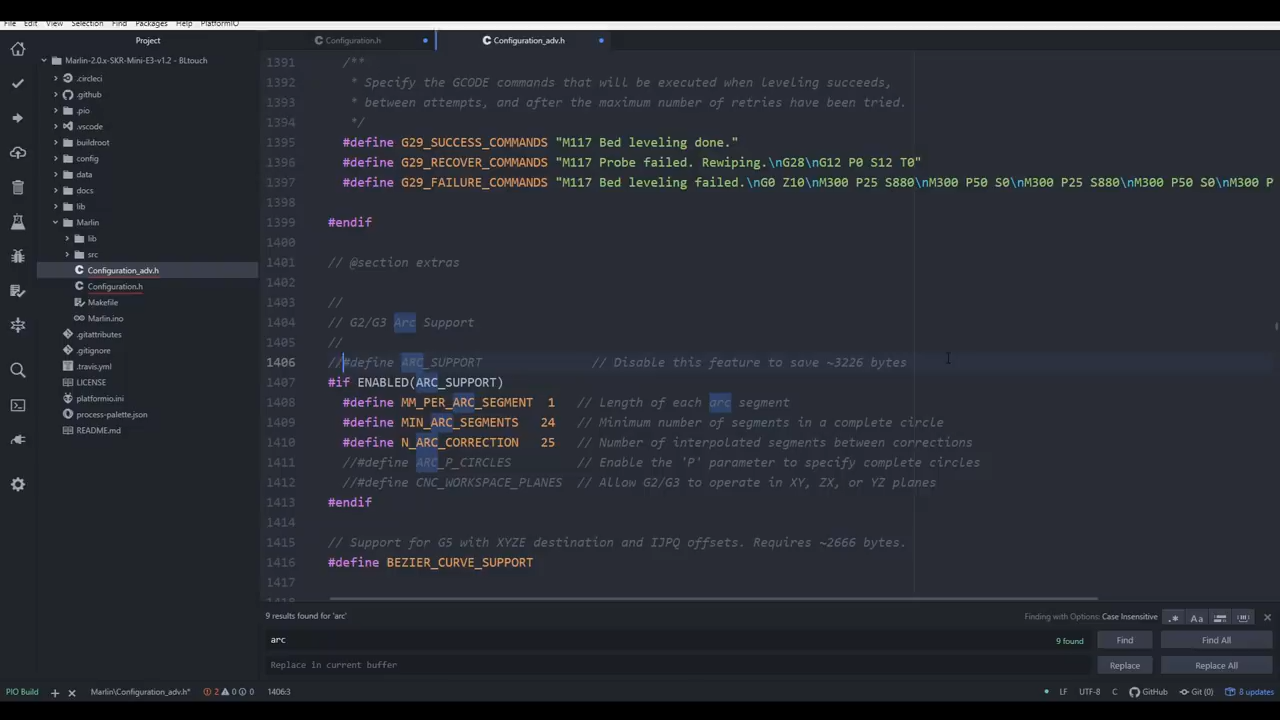 File Edit View Selection Find Packages Help PlatformIO
Project
Configuration.h
Configuration_adv.h
Marlin-2.0.x-SKR-Mini-E3-v1.2 - BLtouch
.circleci
.github
.pio
.vscode
buildroot
config
data
docs
lib
Marlin
lib
src
Configuration_adv.h
Configuration.h
Makefile
Marlin.ino
.gitattributes
.gitignore
.travis.yml
LICENSE
platformio.ini
process-palette.json
README.md
1391 /**
1392 * Specify the GCODE commands that will be executed when leveling succeeds,
1393 * between attempts, and after the maximum number of retries have been tried.
1394 */
1395 #define G29_SUCCESS_COMMANDS "M117 Bed leveling done."
1396 #define G29_RECOVER_COMMANDS "M117 Probe failed. Rewiping.\nG28\nG12 P0 S12 T0"
1397 #define G29_FAILURE_COMMANDS "M117 Bed leveling failed.\nG0 Z10\nM300 P25 S880\nM300 P50 S0\nM300 P25 S880\nM300 P50 S0\nM300 P
1398
1399 #endif
1400
1401 // @section extras
1402
1403 //
1404 // G2/G3 Arc Support
1405 //
1406 //#define ARC_SUPPORT // Disable this feature to save ~3226 bytes
1407 #if ENABLED(ARC_SUPPORT)
1408 #define MM_PER_ARC_SEGMENT 1 // Length of each arc segment
1409 #define MIN_ARC_SEGMENTS 24 // Minimum number of segments in a complete circle
1410 #define N_ARC_CORRECTION 25 // Number of interpolated segments between corrections
1411 //#define ARC_P_CIRCLES // Enable the 'P' parameter to specify complete circles
1412 //#define CNC_WORKSPACE_PLANES // Allow G2/G3 to operate in XY, ZX, or YZ planes
1413 #endif
1414
1415 // Support for G5 with XYZE destination and IJPQ offsets. Requires ~2666 bytes.
1416 #define BEZIER_CURVE_SUPPORT
1417
9 results found for 'arc'
Finding with Options: Case Insensitive
.* Aa
arc
9 found
Find
Find All
Replace in current buffer
Replace
Replace All
PIO Build
Marlin\Configuration_adv.h*
2 0 0
1406:3
LF
UTF-8
C
GitHub
Git (0)
8 updates